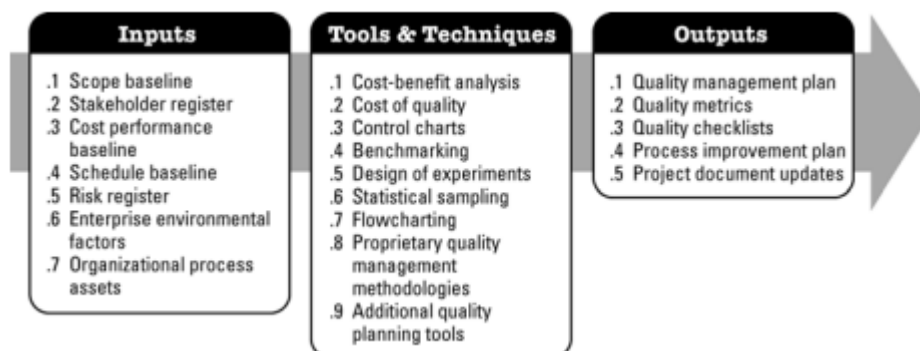 Inputs
.1 Scope baseline
.2 Stakeholder register
.3 Cost performance
baseline
.4 Schedule baseline
.5 Risk register
.6 Enterprise environmental
factors
.7 Organizational process
assets
Tools & Techniques
.1 Cost-benefit analysis
.2 Cost of quality
.3 Control charts
.4 Benchmarking
.5 Design of experiments
.6 Statistical sampling
.7 Flowcharting
.8 Proprietary quality
management
methodologies
.9 Additional quality
planning tools
Outputs
.1 Quality management plan
.2 Quality metrics
.3 Quality checklists
.4 Process improvement plan
.5 Project document updates